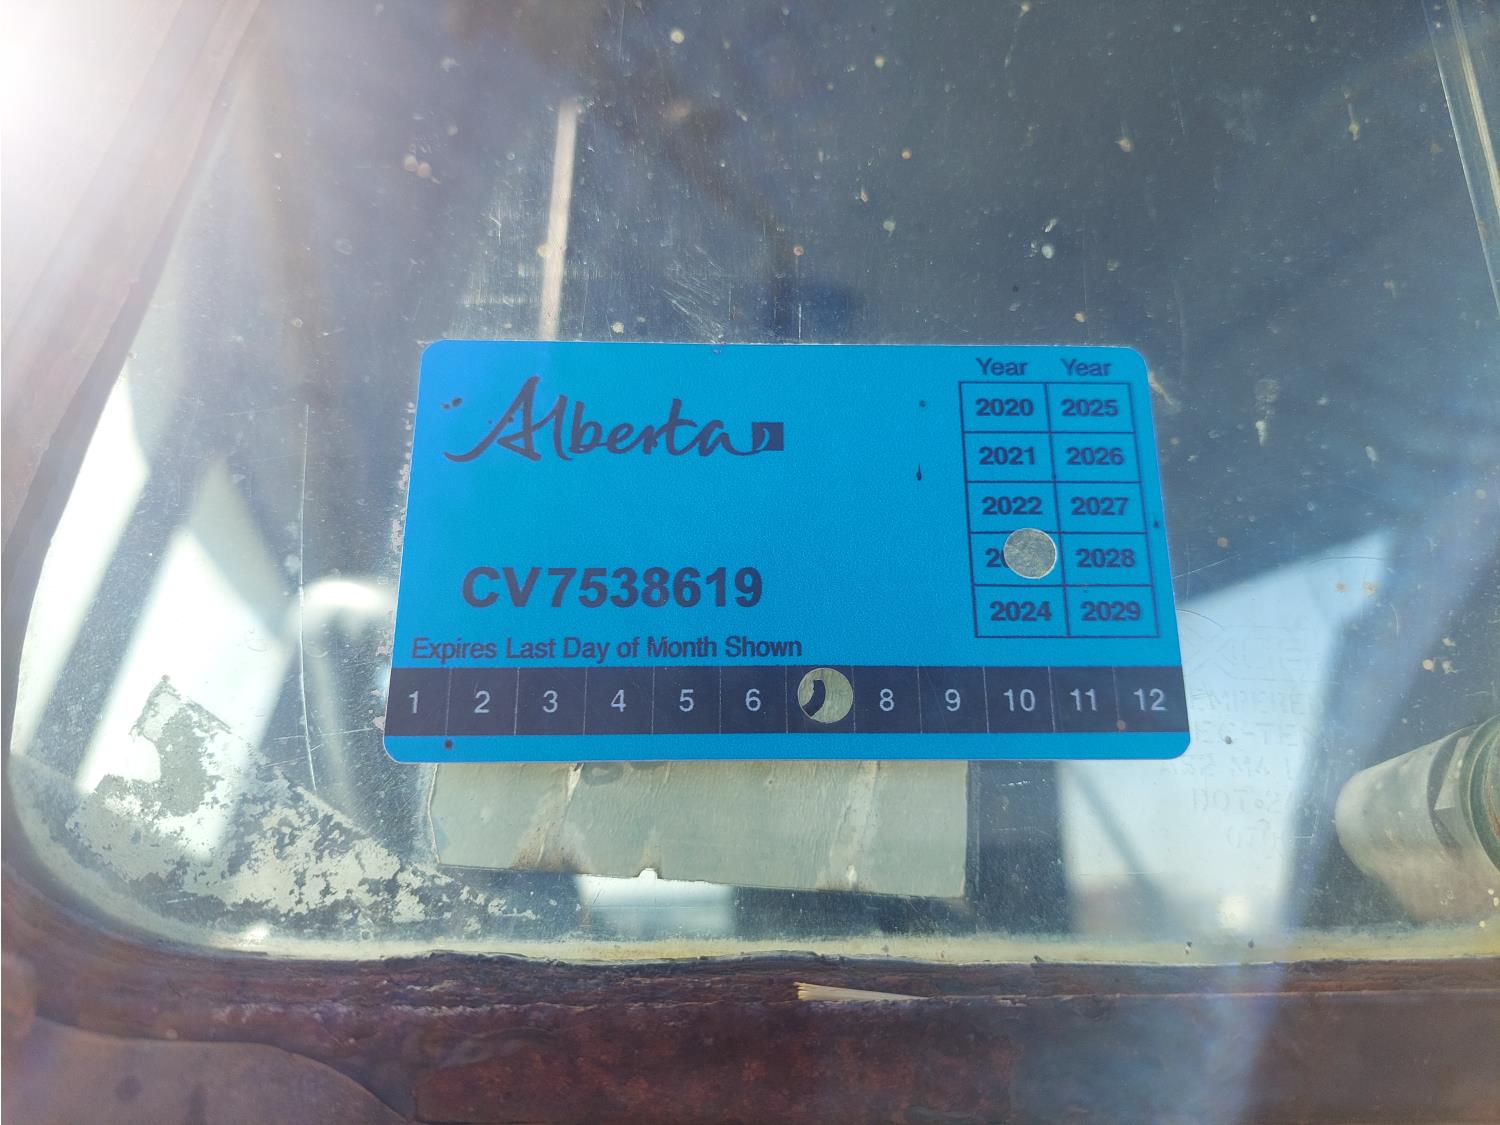 Alberta
Year Year
2020 2025
2021 2026
2022 2027
2028
2024 2029
CV7538619
Expires Last Day of Month Shown
1 2 3 4 5 6 8 9 10 11 12